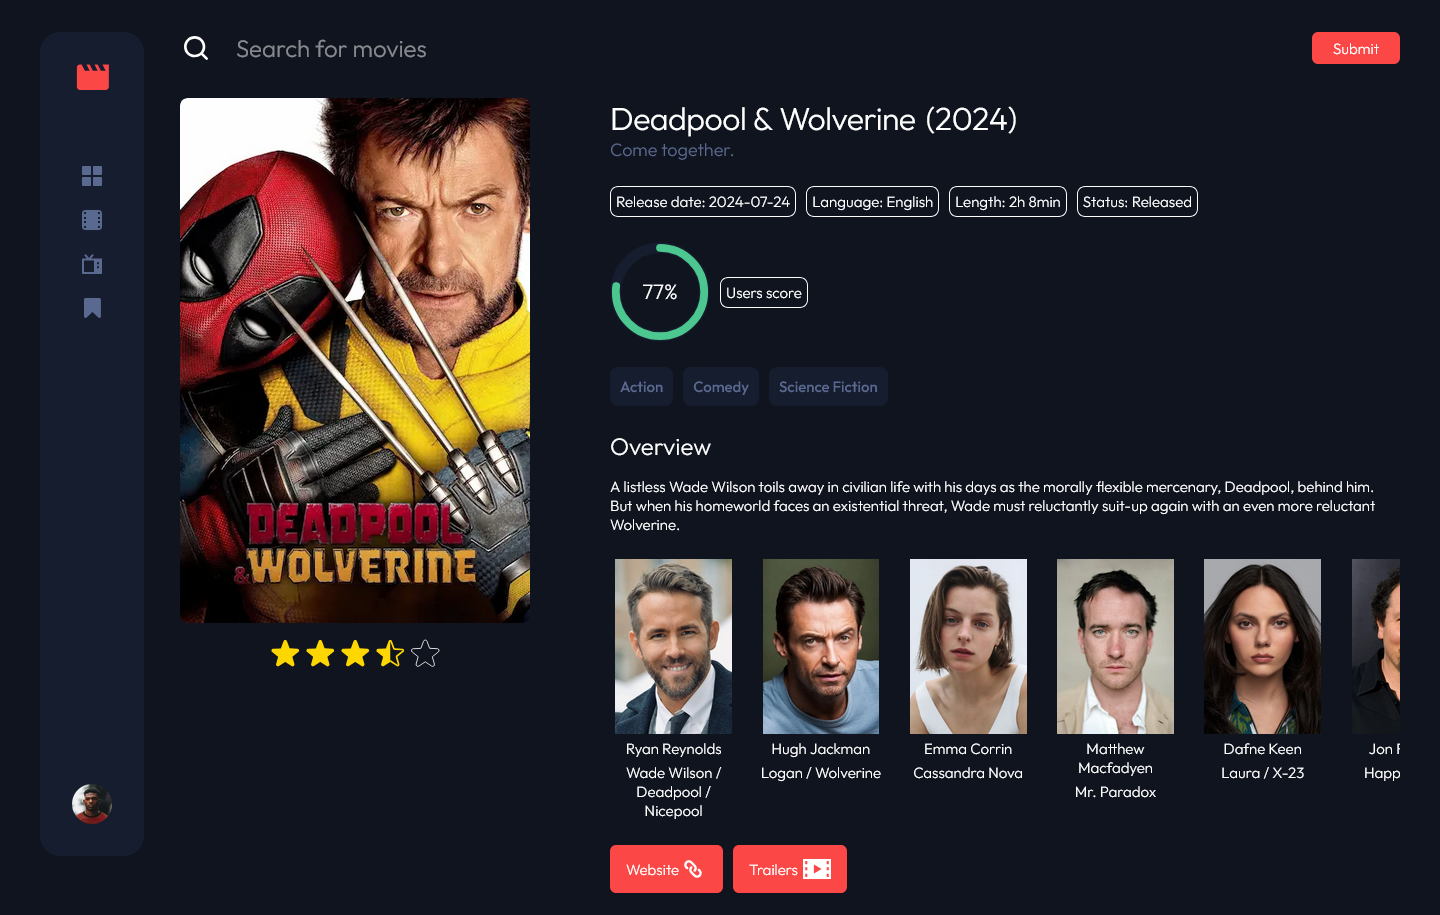 Search for movies
Submit
DEADPOOL
&WOLVERINE
Deadpool & Wolverine (2024)
Come together.
Release date: 2024-07-24
Language: English
Length: 2h 8min
Status: Released
77%
Users score
Action
Comedy
Science Fiction
Overview
A listless Wade Wilson toils away in civilian life with his days as the morally flexible mercenary, Deadpool, behind him.
But when his homeworld faces an existential threat, Wade must reluctantly suit-up again with an even more reluctant
Wolverine.
Ryan Reynolds
Wade Wilson /
Deadpool /
Nicepool
Hugh Jackman
Logan / Wolverine
Emma Corrin
Cassandra Nova
Matthew
Macfadyen
Mr. Paradox
Dafne Keen
Laura / X-23
Jon
Happ
Website
Trailers